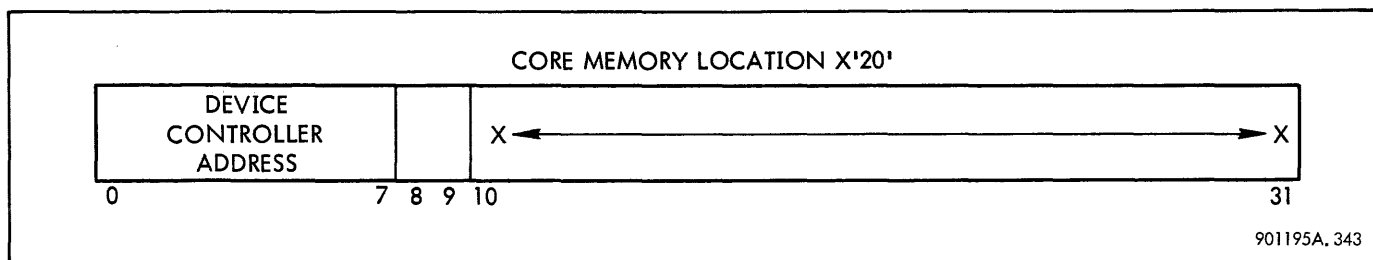 CORE MEMORY LOCATION X'20'
DEVICE
CONTROLLER
ADDRESS
X X
0 7 8 9 10 31
901195A. 343